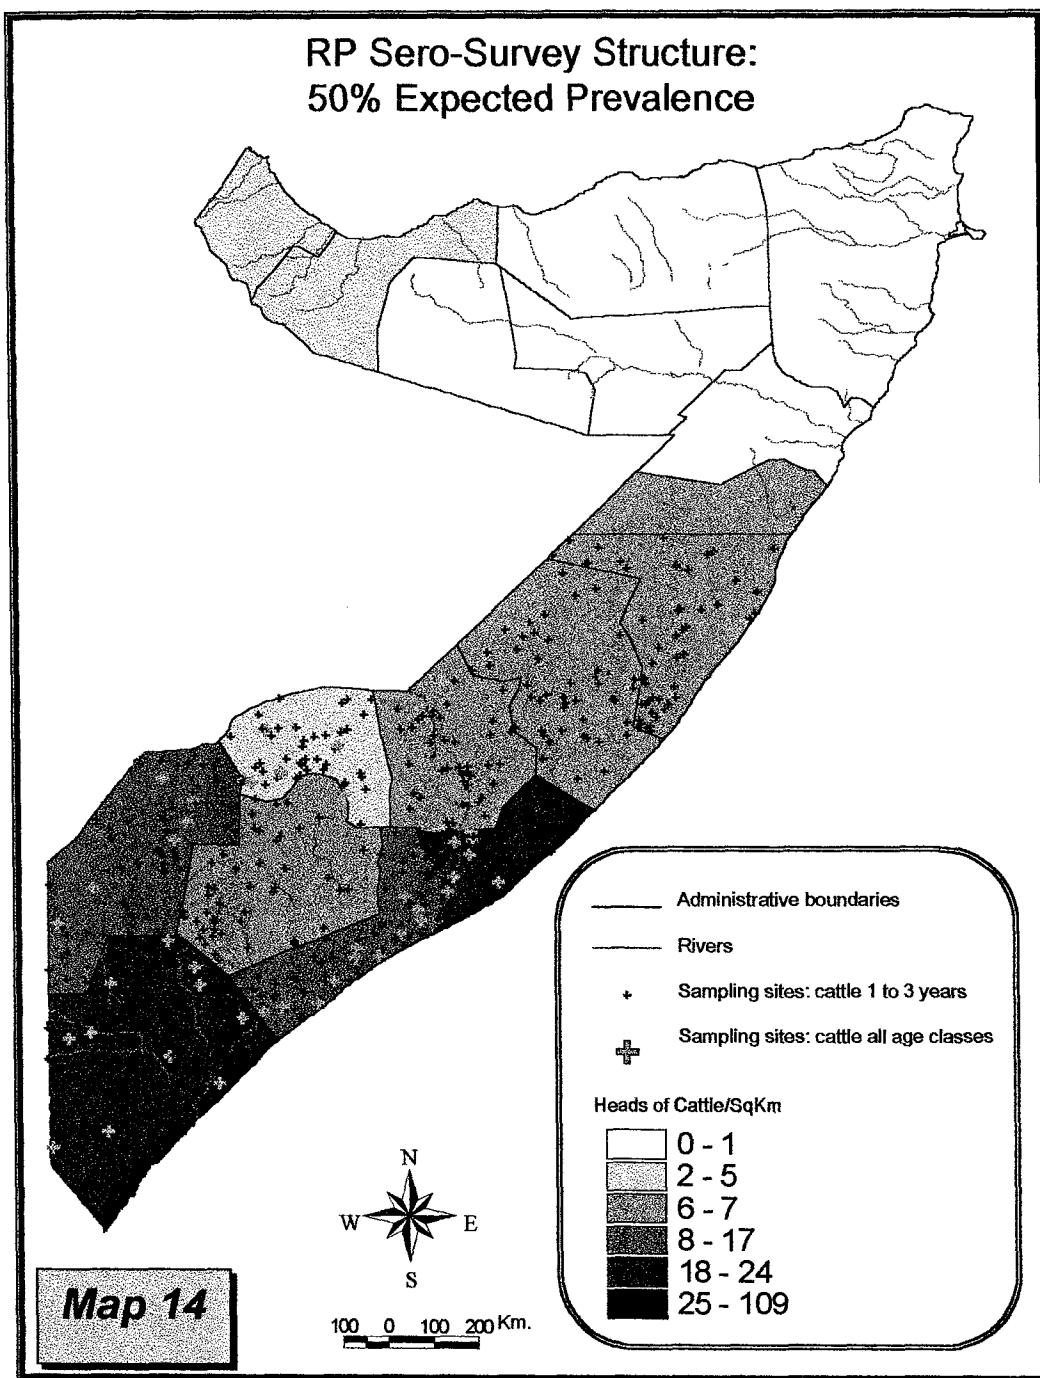 RP Sero-Survey Structure:
50% Expected Prevalence
Administrative boundaries
Rivers
Sampling sites: cattle 1 to 3 years
Sampling sites: cattle all age classes
Heads of Cattle/SqKm
0 - 1
2 - 5
6 - 7
8 - 17
18 - 24
25 - 109
N
W E
S
Map 14
100 0 100 200 Km.